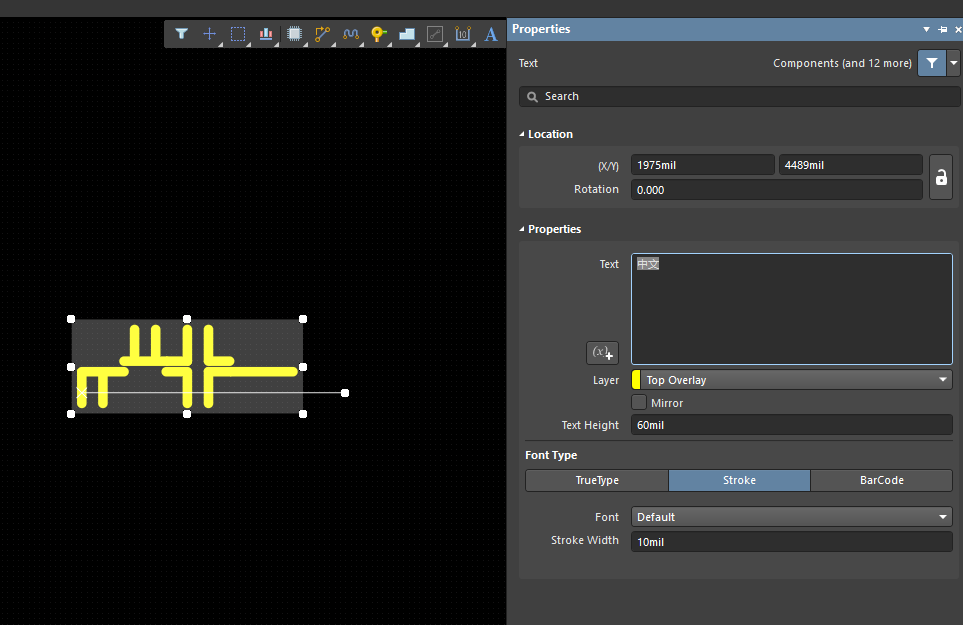 Properties
Text Components (and 12 more)
Search
Location
(X/Y) 1975mil 4489mil
Rotation 0.000
Properties
Text 中文
(x)+
Layer Top Overlay
Mirror
Text Height 60mil
Font Type
TrueType Stroke BarCode
Font Default
Stroke Width 10mil
10
A